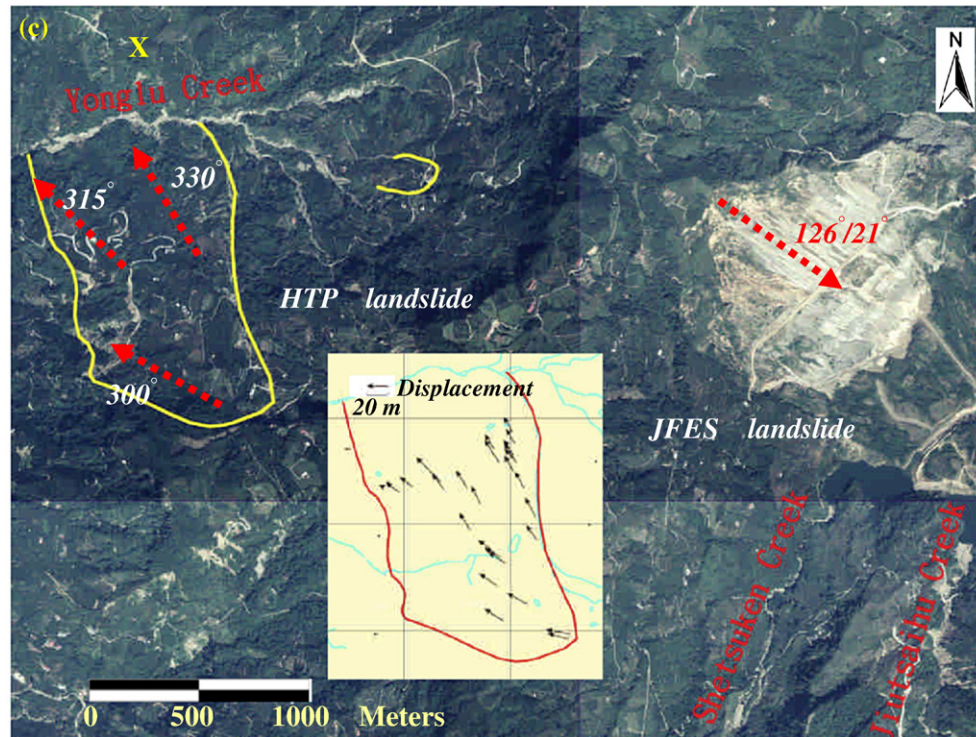 (c)
X
N
Yonglu Creek
315°
330°
126°/21°
HTP landslide
300°
Displacement
20 m
JFES landslide
Shetsuken Creek
Jiutsaihu Creek
0 500 1000 Meters